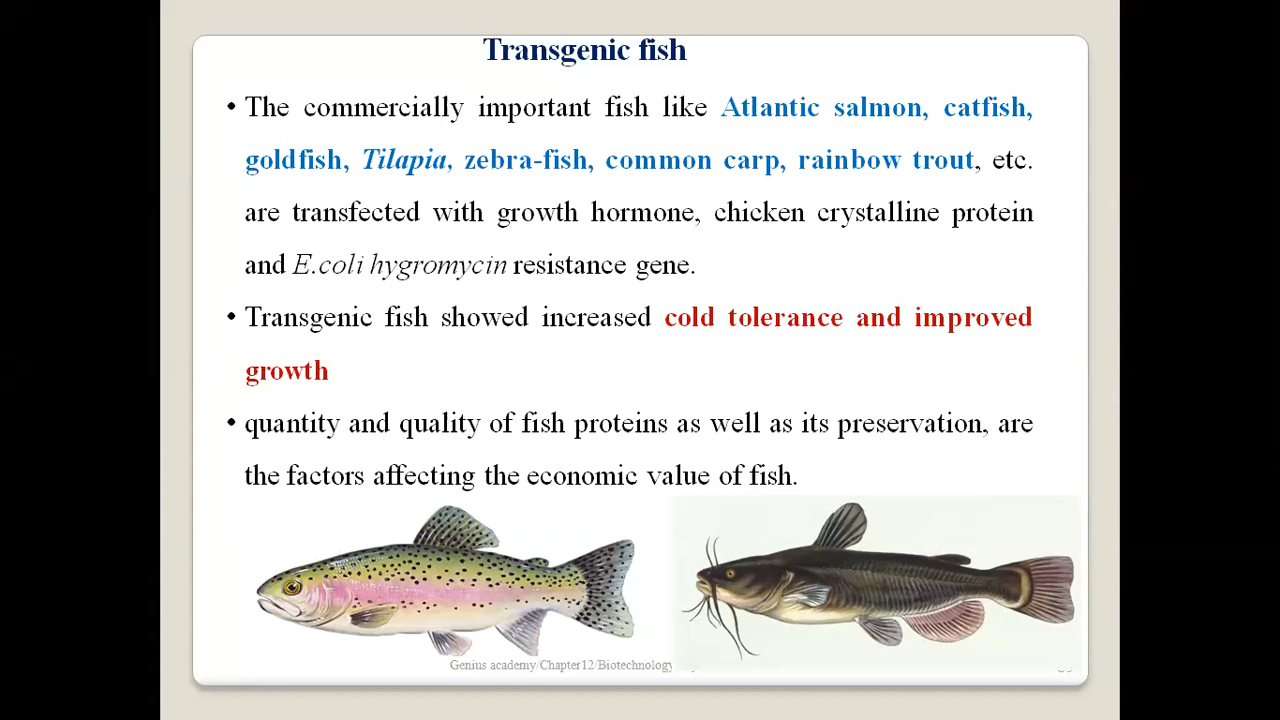 Transgenic fish
• The commercially important fish like Atlantic salmon, catfish,
goldfish, Tilapia, zebra-fish, common carp, rainbow trout, etc.
are transfected with growth hormone, chicken crystalline protein
and E.coli hygromycin resistance gene.
• Transgenic fish showed increased cold tolerance and improved
growth
• quantity and quality of fish proteins as well as its preservation, are
the factors affecting the economic value of fish.
Genius academy/Chapter12/Biotechnology